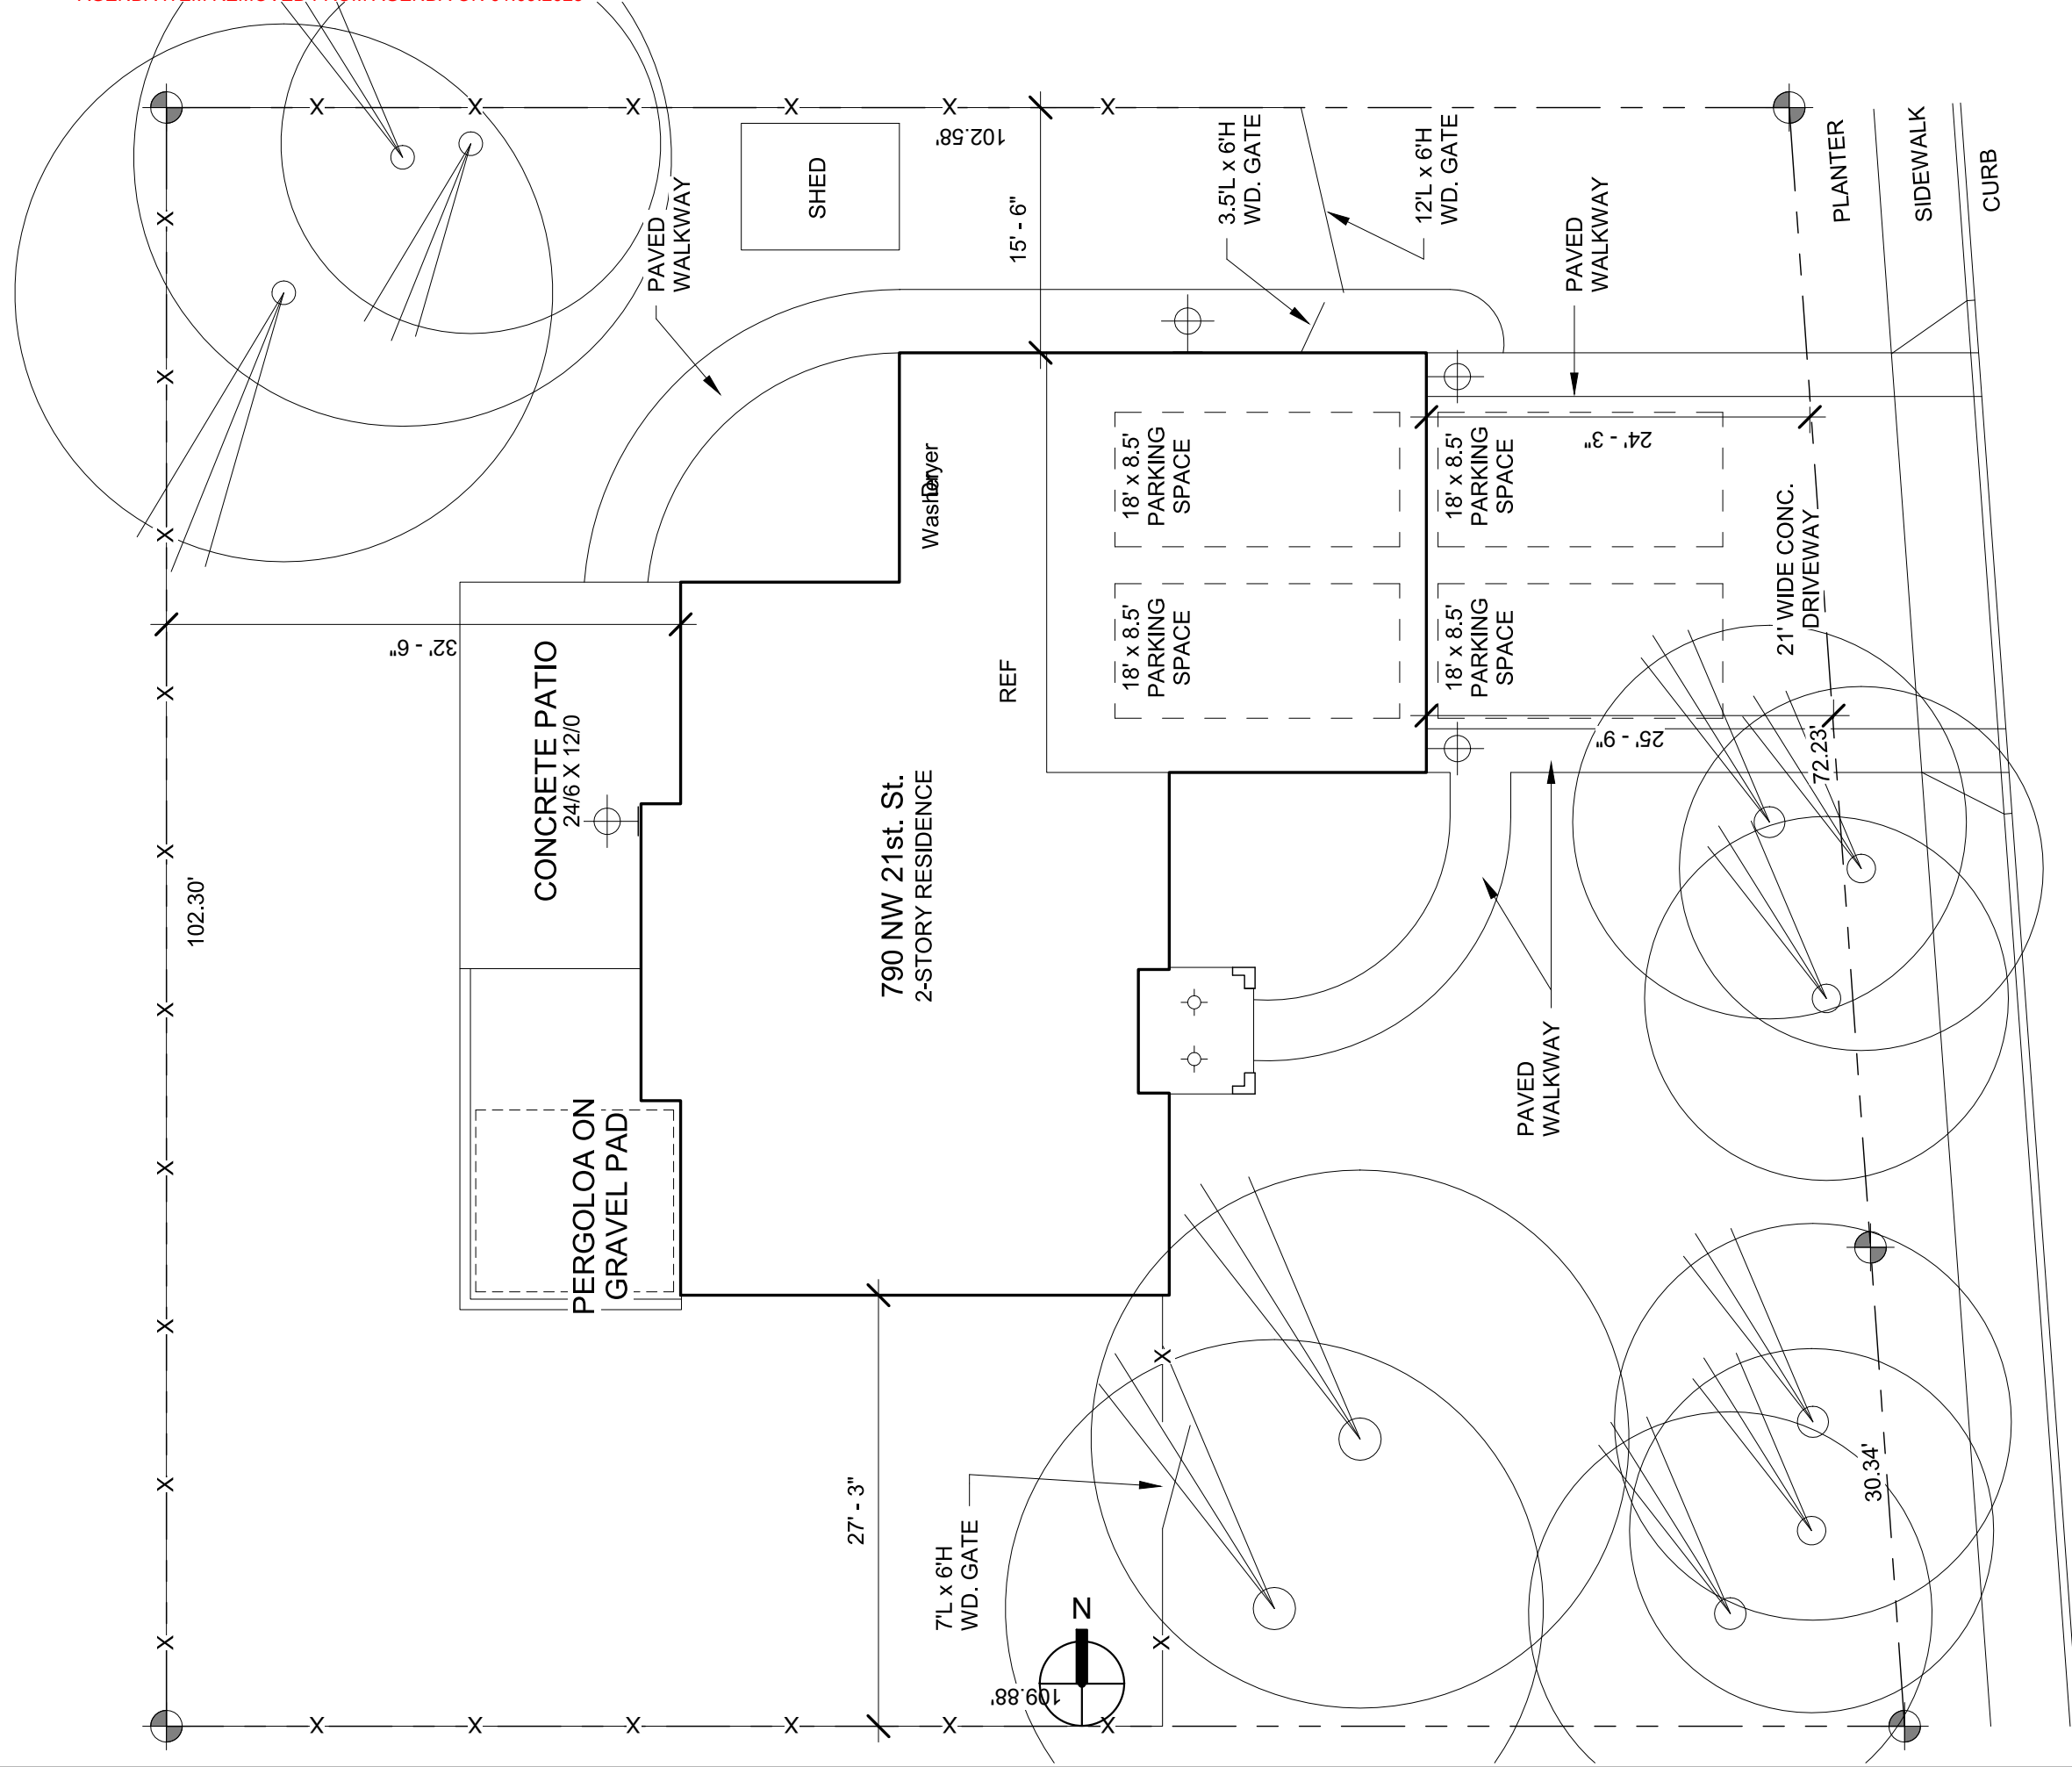 102.58'
SHED
PAVED
WALKWAY
15' - 6"
3.5'L x 6'H
WD. GATE
12'L x 6'H
WD. GATE
PAVED
WALKWAY
PLANTER
SIDEWALK
CURB
Washer
Dryer
18' x 8.5'
PARKING
SPACE
18' x 8.5'
PARKING
SPACE
24' - 3"
21' WIDE CONC.
DRIVEWAY
32' - 6"
CONCRETE PATIO
24/6 X 12/0
REF
18' x 8.5'
PARKING
SPACE
18' x 8.5'
PARKING
SPACE
25' - 9"
72.23'
102.30'
790 NW 21st. St.
2-STORY RESIDENCE
PERGOLOA ON
GRAVEL PAD
PAVED
WALKWAY
27' - 3"
7'L x 6'H
WD. GATE
30.34'
N
109.88'
X X X X X X
X X X X X X X X X X
X X
X X X X X X